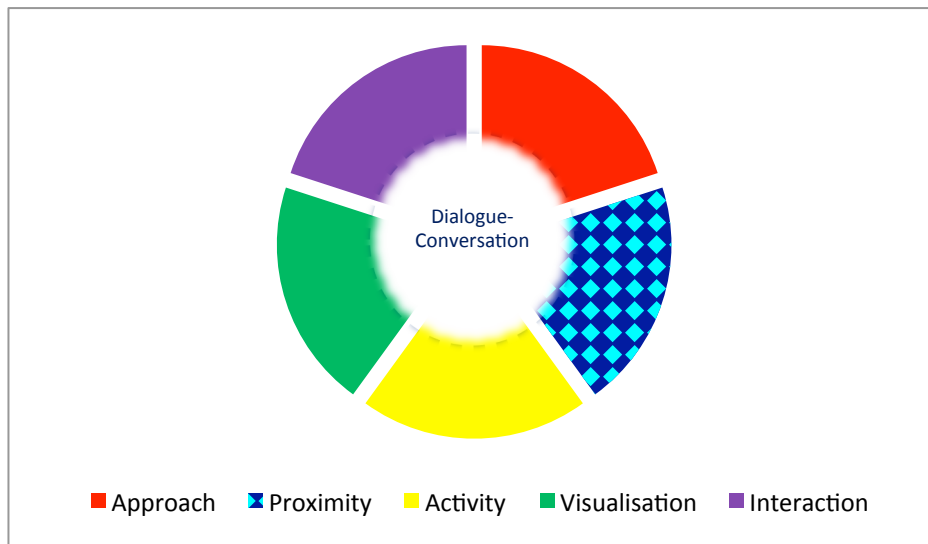 Dialogue-
Conversation
Approach Proximity Activity Visualisation Interaction